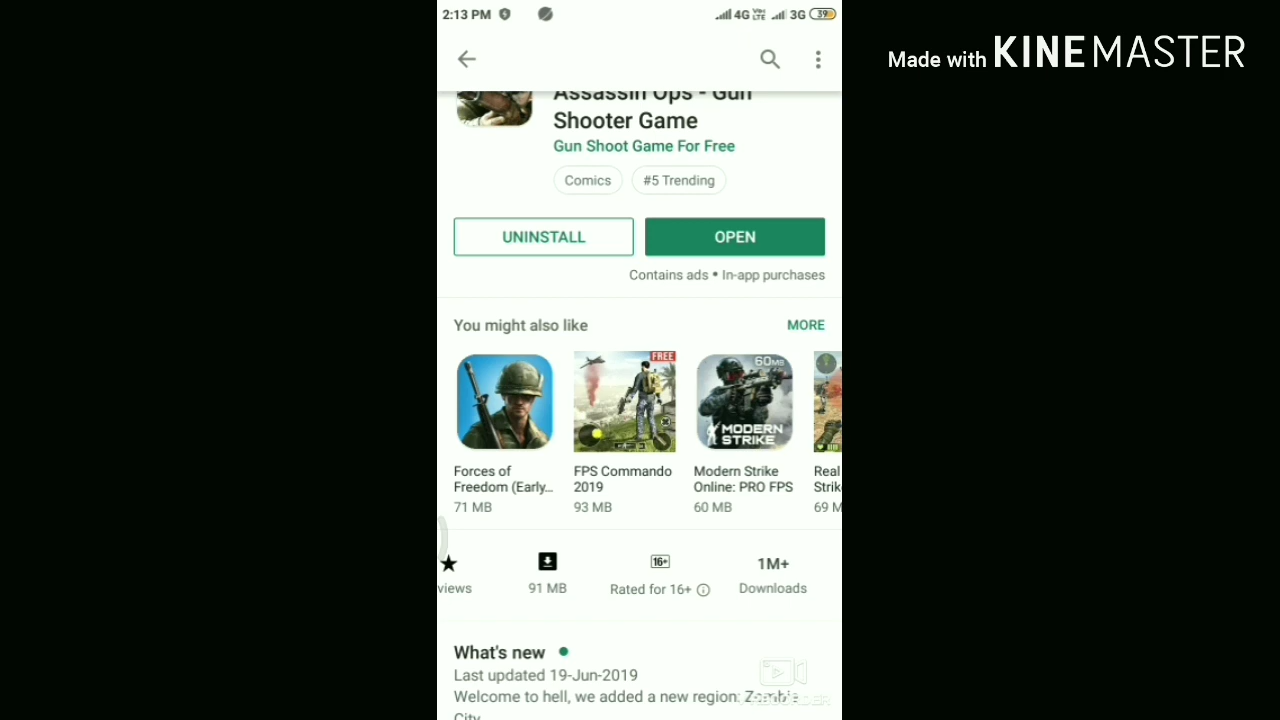 2:13 PM 4G VoLTE 3G 39
Made with KINEMASTER
Assassin Ops - Gun
Shooter Game
Gun Shoot Game For Free
Comics #5 Trending
UNINSTALL OPEN
Contains ads • In-app purchases
You might also like MORE
FREE
60MB
MODERN
STRIKE
Forces of FPS Commando Modern Strike Real
Freedom (Early... 2019 Online: PRO FPS Strik
71 MB 93 MB 60 MB 69 M
16+ 1M+
views 91 MB Rated for 16+ Downloads
What's new
Last updated 19-Jun-2019
Welcome to hell, we added a new region: Zombie
RECORDER
City